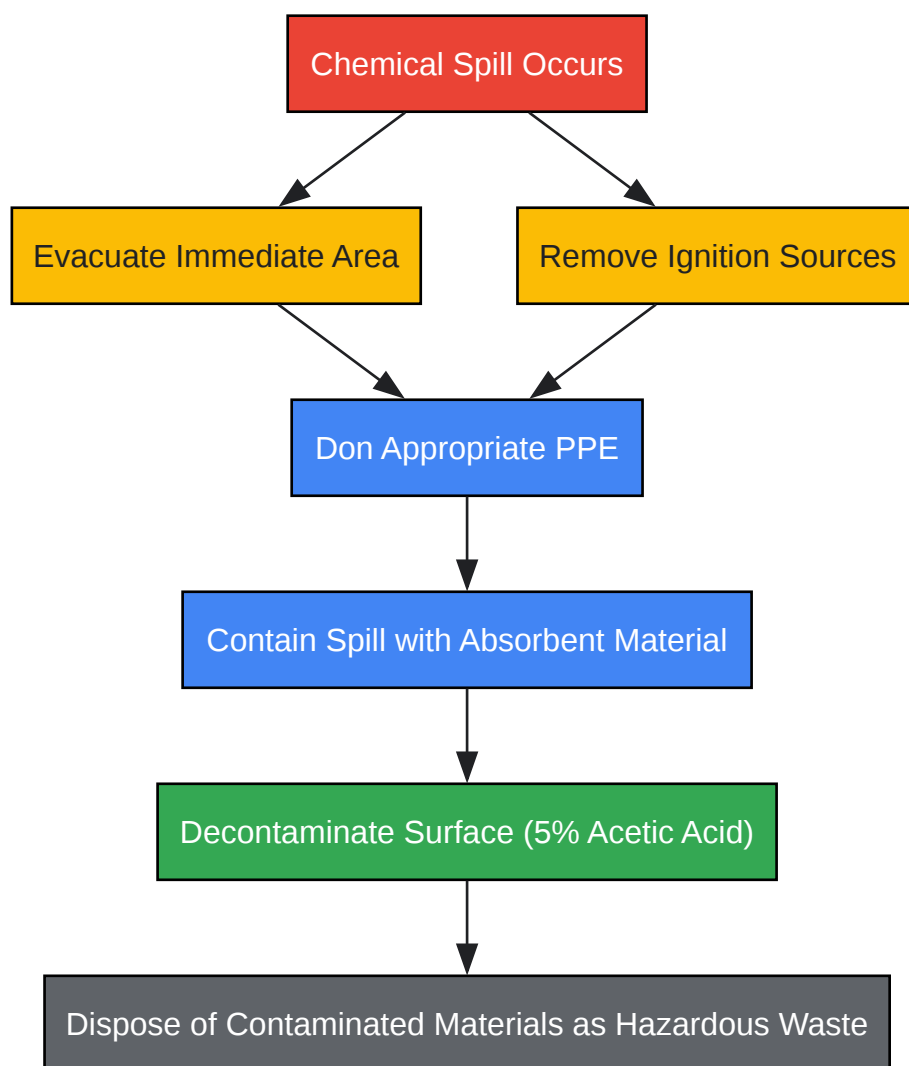 Chemical Spill Occurs
Evacuate Immediate Area
Remove Ignition Sources
Don Appropriate PPE
Contain Spill with Absorbent Material
Decontaminate Surface (5% Acetic Acid)
Dispose of Contaminated Materials as Hazardous Waste